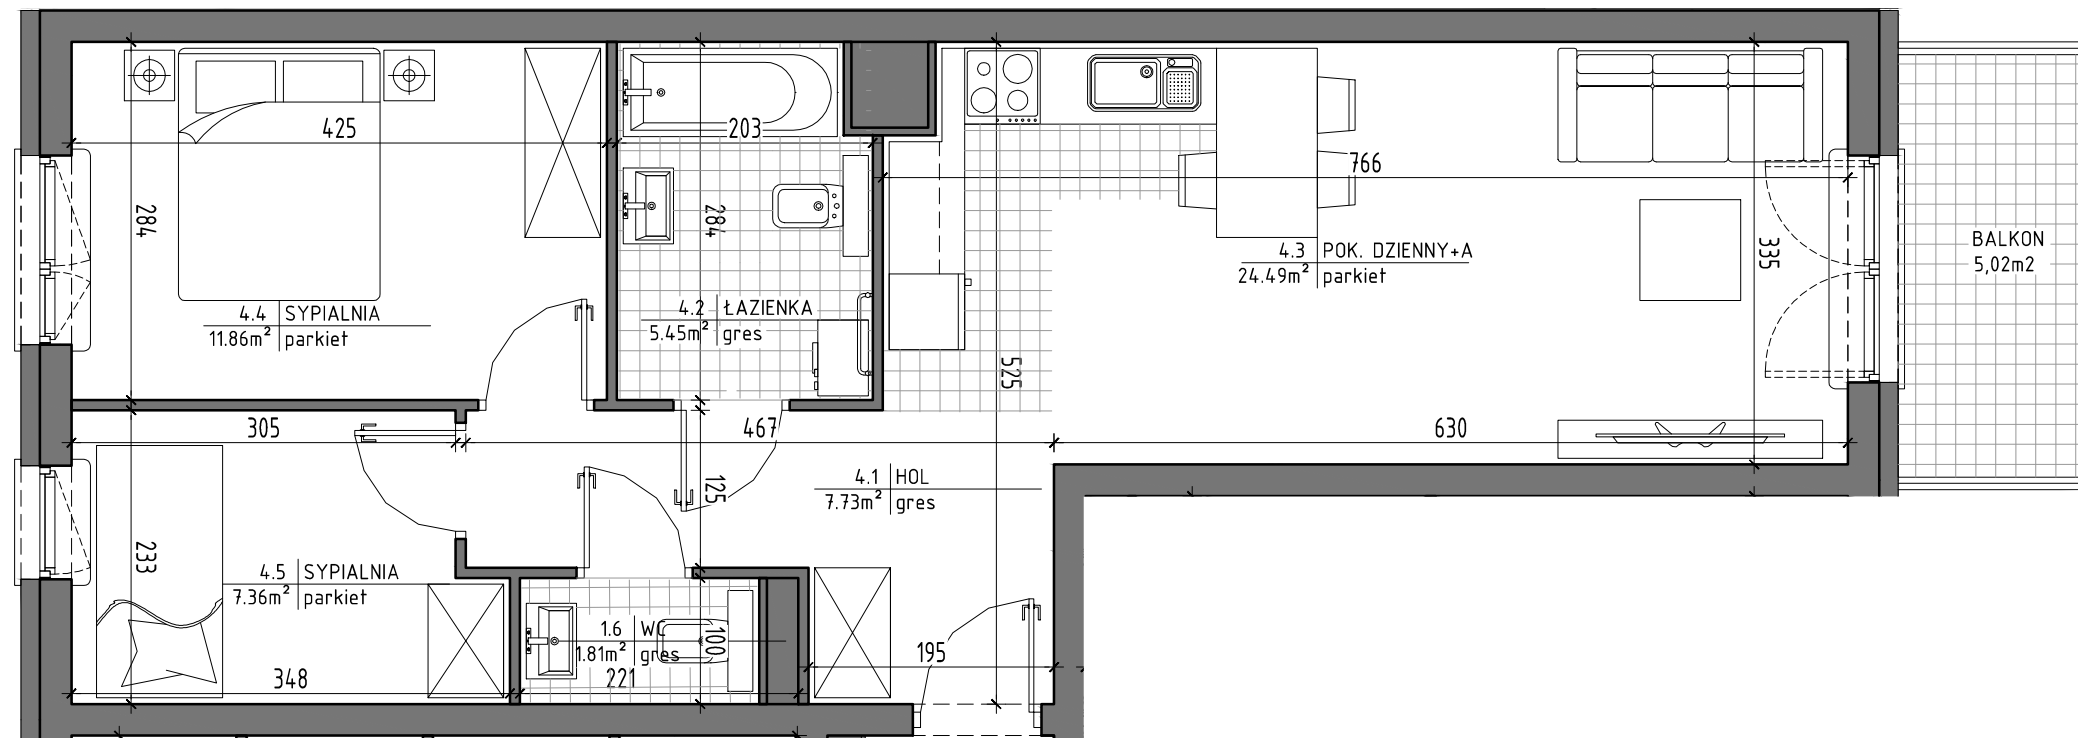 425
203
766
284
284
335
4.3 POK. DZIENNY+A
24.49m² parkiet
BALKON
5,02m2
4.4 SYPIALNIA
11.86m² parkiet
4.2 ŁAZIENKA
5.45m² gres
525
305
467
630
4.1 HOL
7.73m² gres
125
233
4.5 SYPIALNIA
7.36m² parkiet
1.6 WC
1.81m² gres
100
195
348
221